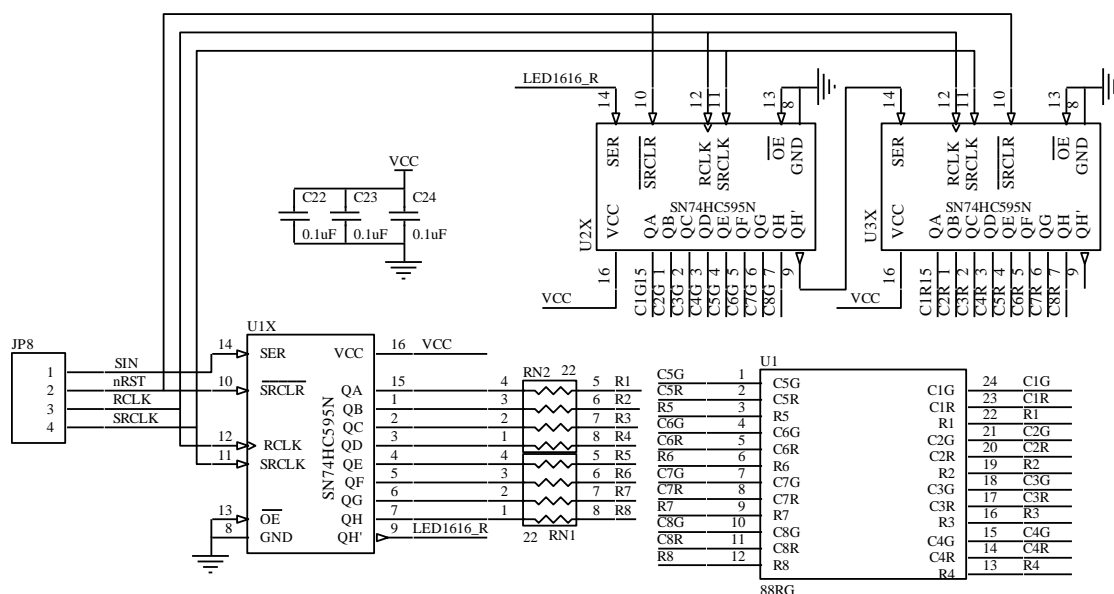 LED1616_R
14
10
12
11
13
8
14
12
11
10
13
8
SER
SRCLR
RCLK
SRCLK
OE
GND
SER
RCLK
SRCLK
SRCLR
OE
GND
SN74HC595N
SN74HC595N
U2X
VCC
QA
QB
QC
QD
QE
QF
QG
QH
QH'
U3X
VCC
QA
QB
QC
QD
QE
QF
QG
QH
QH'
16
15
1
2
3
4
5
6
7
9
16
15
1
2
3
4
5
6
7
9
VCC
C1G
C2G
C3G
C4G
C5G
C6G
C7G
C8G
VCC
C1R
C2R
C3R
C4R
C5R
C6R
C7R
C8R
VCC
C22
C23
C24
0.1uF
0.1uF
0.1uF
JP8
1
2
3
4
SIN
nRST
RCLK
SRCLK
U1X
14
SER
10
SRCLR
12
RCLK
11
SRCLK
13
OE
8
GND
SN74HC595N
VCC 16 VCC
QA 15
QB 1
QC 2
QD 3
QE 4
QF 5
QG 6
QH 7
QH' 9 LED1616_R
RN2 22
4 5 R1
3 6 R2
2 7 R3
1 8 R4
4 5 R5
3 6 R6
2 7 R7
1 8 R8
22 RN1
U1
C5G 1 C5G
C5R 2 C5R
R5 3 R5
C6G 4 C6G
C6R 5 C6R
R6 6 R6
C7G 7 C7G
C7R 8 C7R
R7 9 R7
C8G 10 C8G
C8R 11 C8R
R8 12 R8
C1G 24 C1G
C1R 23 C1R
R1 22 R1
C2G 21 C2G
C2R 20 C2R
R2 19 R2
C3G 18 C3G
C3R 17 C3R
R3 16 R3
C4G 15 C4G
C4R 14 C4R
R4 13 R4
88RG